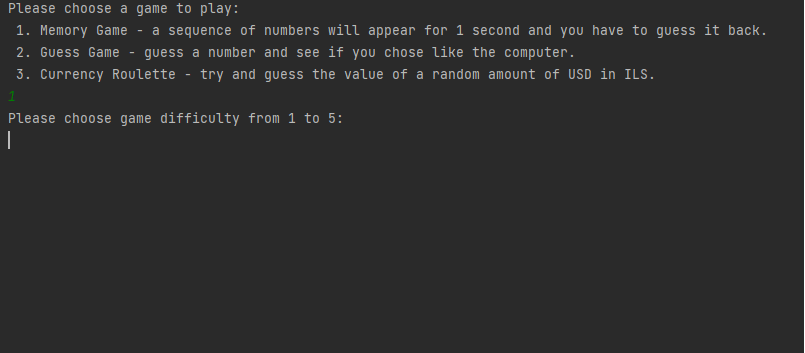 Please choose a game to play:
1. Memory Game - a sequence of numbers will appear for 1 second and you have to guess it back.
2. Guess Game - guess a number and see if you chose like the computer.
3. Currency Roulette - try and guess the value of a random amount of USD in ILS.
1
Please choose game difficulty from 1 to 5: